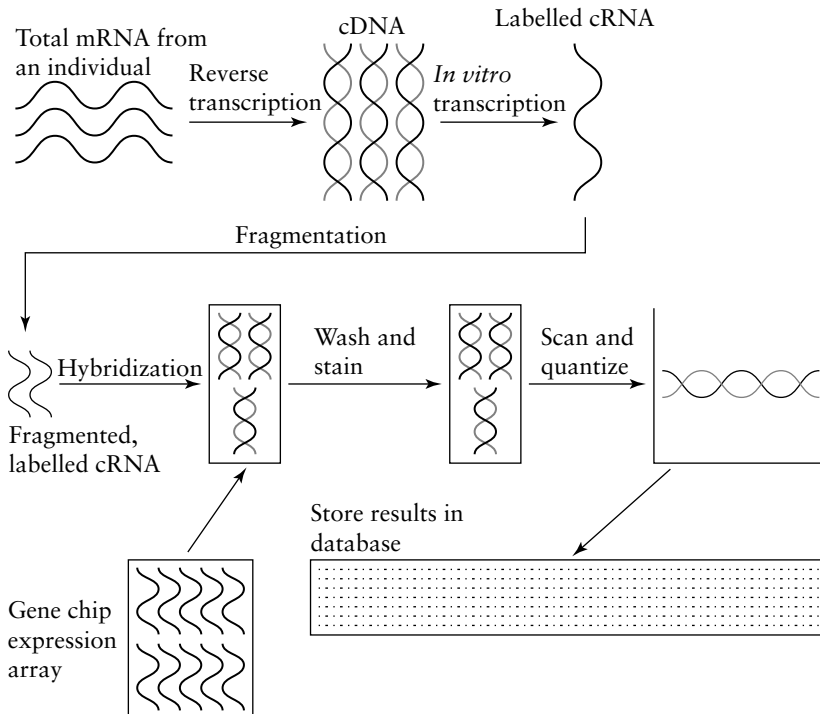 Total mRNA from
an individual
Reverse
transcription
cDNA
In vitro
transcription
Labelled cRNA
Fragmentation
Hybridization
Fragmented,
labelled cRNA
Wash and
stain
Scan and
quantize
Store results in
database
Gene chip
expression
array